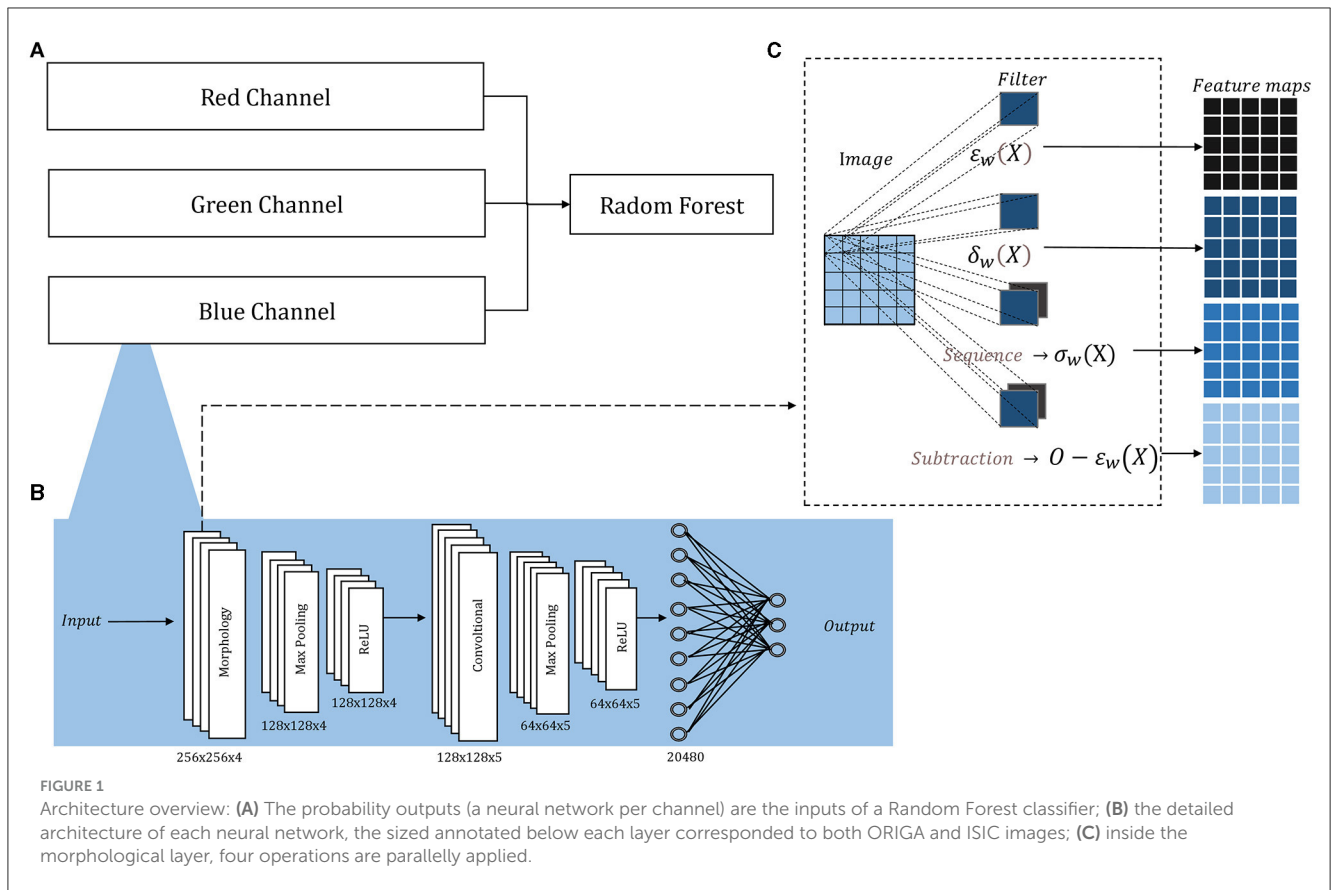 A
Red Channel
Green Channel
Blue Channel
Radom Forest
C
Image
Filter
Feature maps
ε_w(X)
δ_w(X)
Sequence → σ_w(X)
Subtraction → O − ε_w(X)
B
Input
Morphology
256x256x4
Max Pooling
128x128x4
ReLU
128x128x4
Convoltional
128x128x5
Max Pooling
64x64x5
ReLU
64x64x5
20480
Output
FIGURE 1
Architecture overview: (A) The probability outputs (a neural network per channel) are the inputs of a Random Forest classifier; (B) the detailed
architecture of each neural network, the sized annotated below each layer corresponded to both ORIGA and ISIC images; (C) inside the
morphological layer, four operations are parallelly applied.